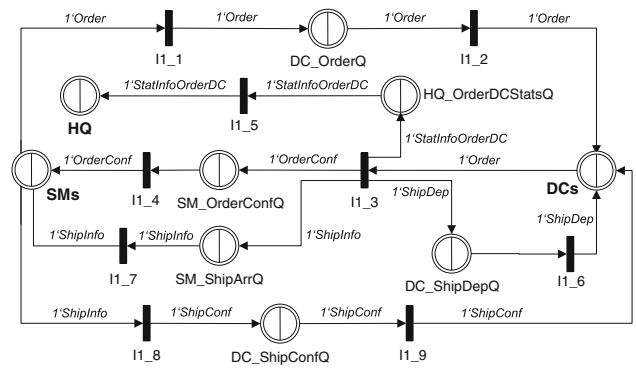 1‘Order 1‘Order 1‘Order 1‘Order
I1_1 DC_OrderQ I1_2
1‘StatInfoOrderDC 1‘StatInfoOrderDC HQ_OrderDCStatsQ
HQ I1_5
1‘StatInfoOrderDC
1‘OrderConf 1‘OrderConf 1‘Order
SMs I1_4 SM_OrderConfQ I1_3 1‘ShipDep DCs
1‘ShipDep
1‘ShipInfo 1‘ShipInfo 1‘ShipInfo
I1_7 SM_ShipArrQ DC_ShipDepQ I1_6
1‘ShipInfo 1‘ShipConf 1‘ShipConf 1‘ShipConf
I1_8 DC_ShipConfQ I1_9